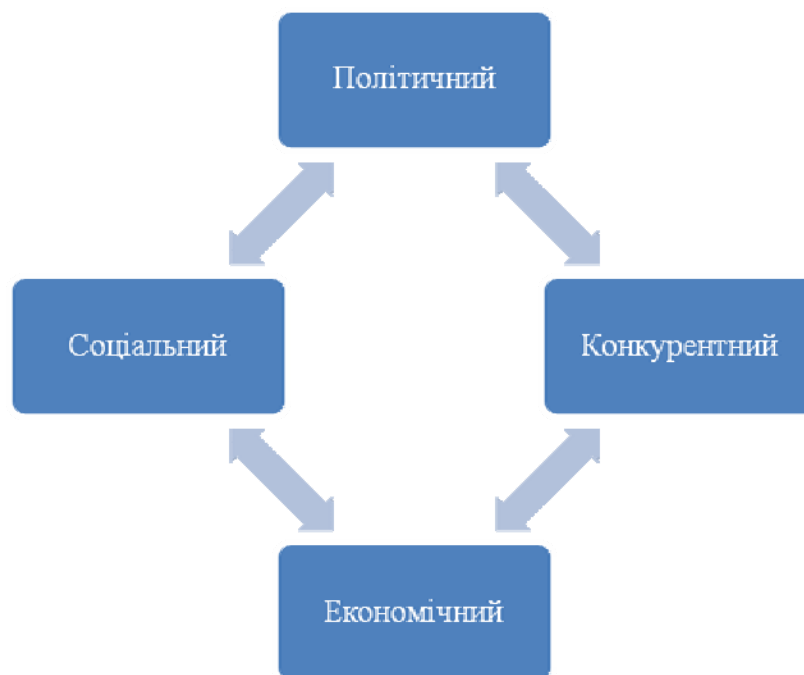 Політичний
Соціальний
Конкурентний
Економічний